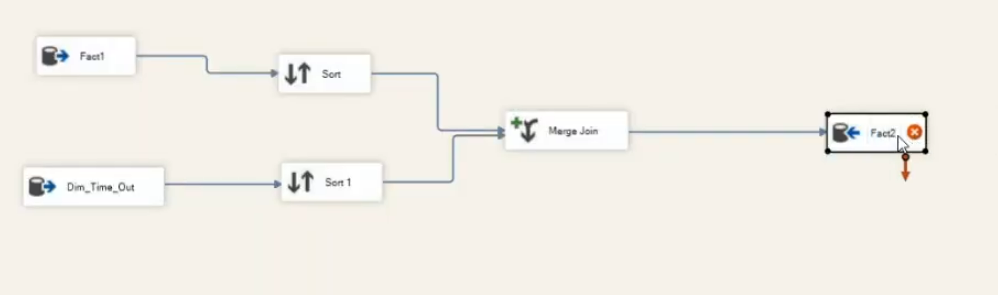 Fact1
Sort
Merge Join
Fact2
Dim_Time_Out
Sort 1